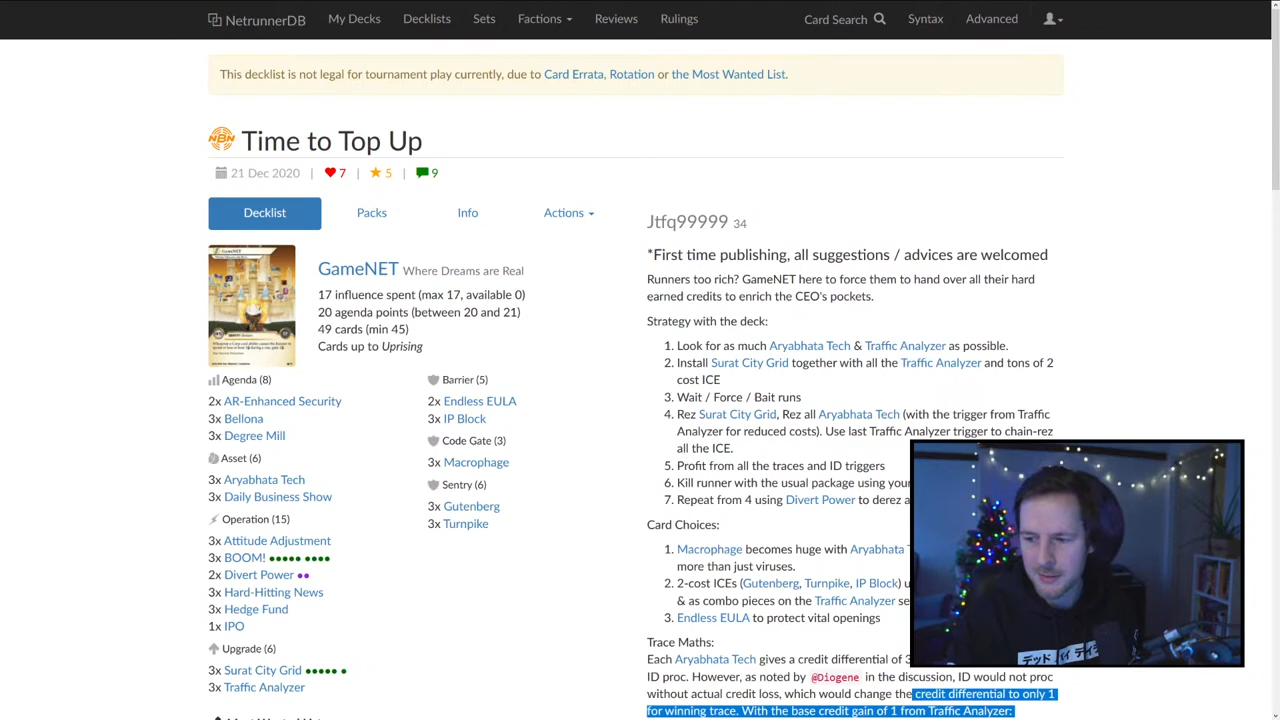 NetrunnerDB My Decks Decklists Sets Factions Reviews Rulings Card Search Syntax Advanced
This decklist is not legal for tournament play currently, due to Card Errata, Rotation or the Most Wanted List.
Time to Top Up
21 Dec 2020 | 7 | 5 | 9
Decklist Packs Info Actions
GameNET Where Dreams are Real
17 influence spent (max 17, available 0)
20 agenda points (between 20 and 21)
49 cards (min 45)
Cards up to Uprising
Agenda (8)
2x AR-Enhanced Security
3x Bellona
3x Degree Mill
Asset (6)
3x Aryabhata Tech
3x Daily Business Show
Operation (15)
3x Attitude Adjustment
3x BOOM! ●●●●● ●●●●
2x Divert Power ●●
3x Hard-Hitting News
3x Hedge Fund
1x IPO
Upgrade (6)
3x Surat City Grid ●●●●● ●
3x Traffic Analyzer
Barrier (5)
2x Endless EULA
3x IP Block
Code Gate (3)
3x Macrophage
Sentry (6)
3x Gutenberg
3x Turnpike
Jtfq99999 34
*First time publishing, all suggestions / advices are welcomed
Runners too rich? GameNET here to force them to hand over all their hard
earned credits to enrich the CEO's pockets.
Strategy with the deck:
1. Look for as much Aryabhata Tech & Traffic Analyzer as possible.
2. Install Surat City Grid together with all the Traffic Analyzer and tons of 2
cost ICE
3. Wait / Force / Bait runs
4. Rez Surat City Grid, Rez all Aryabhata Tech (with the trigger from Traffic
Analyzer for reduced costs). Use last Traffic Analyzer trigger to chain-rez
all the ICE.
5. Profit from all the traces and ID triggers
6. Kill runner with the usual package using your
7. Repeat from 4 using Divert Power to derez a
Card Choices:
1. Macrophage becomes huge with Aryabhata
more than just viruses.
2. 2-cost ICEs (Gutenberg, Turnpike, IP Block) u
& as combo pieces on the Traffic Analyzer se
3. Endless EULA to protect vital openings
Trace Maths:
Each Aryabhata Tech gives a credit differential of 3
ID proc. However, as noted by @Diogene in the discussion, ID would not proc
without actual credit loss, which would change the credit differential to only 1
for winning trace. With the base credit gain of 1 from Traffic Analyzer: